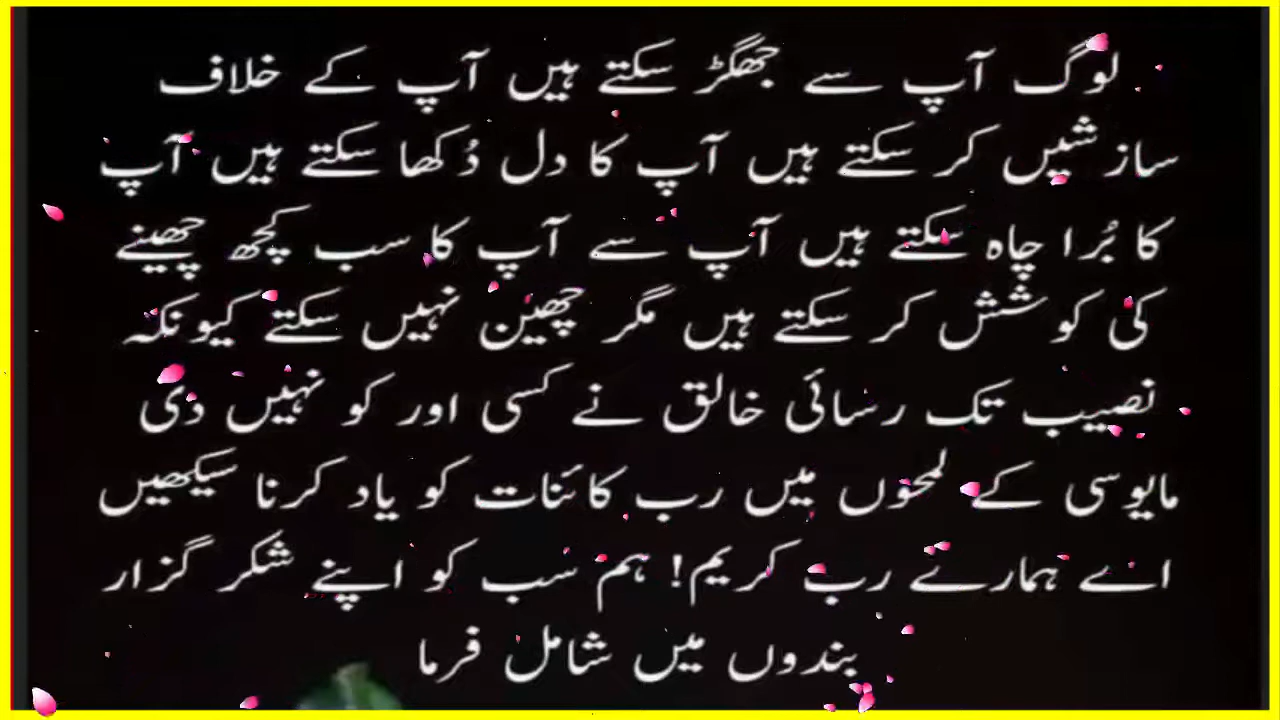 لوگ آپ سے جھگڑ سکتے ہیں آپ کے خلاف
سازشیں کر سکتے ہیں آپ کا دل دُکھا سکتے ہیں آپ
کا بُرا چاہ سکتے ہیں آپ سے آپ کا سب کچھ چھیننے
کی کوشش کر سکتے ہیں مگر چھین نہیں سکتے کیونکہ
نصیب تک رسائی خالق نے کسی اور کو نہیں دی
مایوسی کے لمحوں میں رب کائنات کو یاد کرنا سیکھیں
اے ہمارے رب کریم! ہم سب کو اپنے شکر گزار
بندوں میں شامل فرما